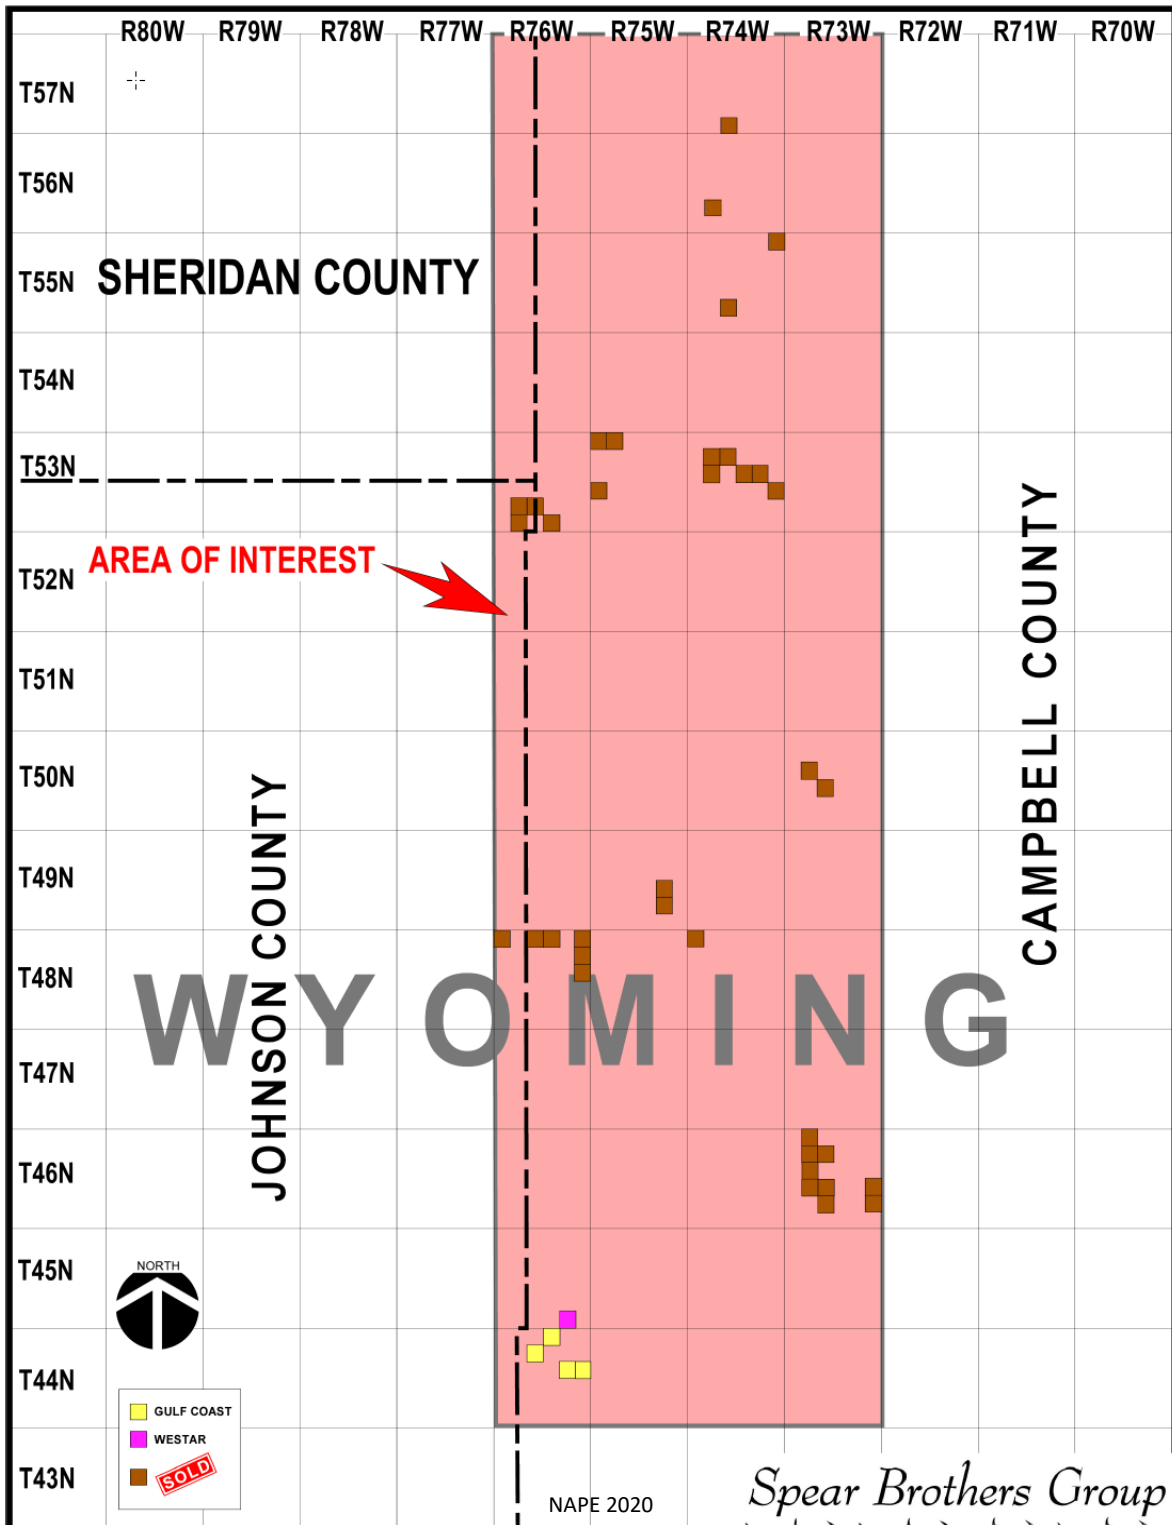 R80W R79W R78W R77W R76W R75W R74W R73W R72W R71W R70W
T57N
T56N
T55N
SHERIDAN COUNTY
T54N
T53N
AREA OF INTEREST
T52N
T51N
T50N
T49N
T48N
CAMPBELL COUNTY
JOHNSON COUNTY
WYOMING
T47N
T46N
T45N
NORTH
T44N
GULF COAST
WESTAR
SOLD
T43N
NAPE 2020
Spear Brothers Group